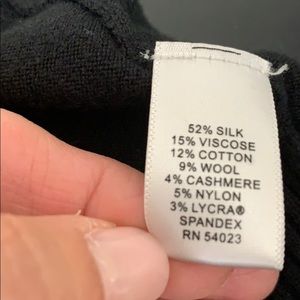 52% SILK
15% VISCOSE
12% COTTON
9% WOOL
4% CASHMERE
5% NYLON
3% LYCRA®
SPANDEX
RN 54023